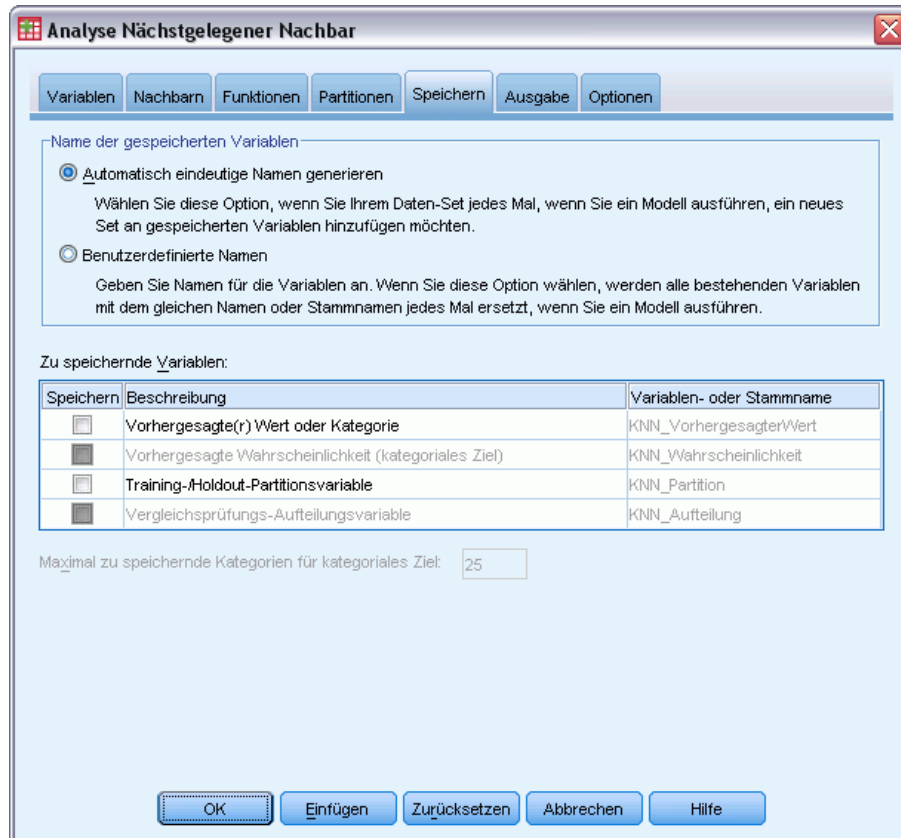 Analyse Nächstgelegener Nachbar
Variablen Nachbarn Funktionen Partitionen Speichern Ausgabe Optionen
Name der gespeicherten Variablen
Automatisch eindeutige Namen generieren
Wählen Sie diese Option, wenn Sie Ihrem Daten-Set jedes Mal, wenn Sie ein Modell ausführen, ein neues
Set an gespeicherten Variablen hinzufügen möchten.
Benutzerdefinierte Namen
Geben Sie Namen für die Variablen an. Wenn Sie diese Option wählen, werden alle bestehenden Variablen
mit dem gleichen Namen oder Stammnamen jedes Mal ersetzt, wenn Sie ein Modell ausführen.
Zu speichernde Variablen:
Speichern Beschreibung Variablen- oder Stammname
Vorhergesagte(r) Wert oder Kategorie KNN_VorhergesagterWert
Vorhergesagte Wahrscheinlichkeit (kategoriales Ziel) KNN_Wahrscheinlichkeit
Training-/Holdout-Partitionsvariable KNN_Partition
Vergleichsprüfungs-Aufteilungsvariable KNN_Aufteilung
Maximal zu speichernde Kategorien für kategoriales Ziel: 25
OK Einfügen Zurücksetzen Abbrechen Hilfe